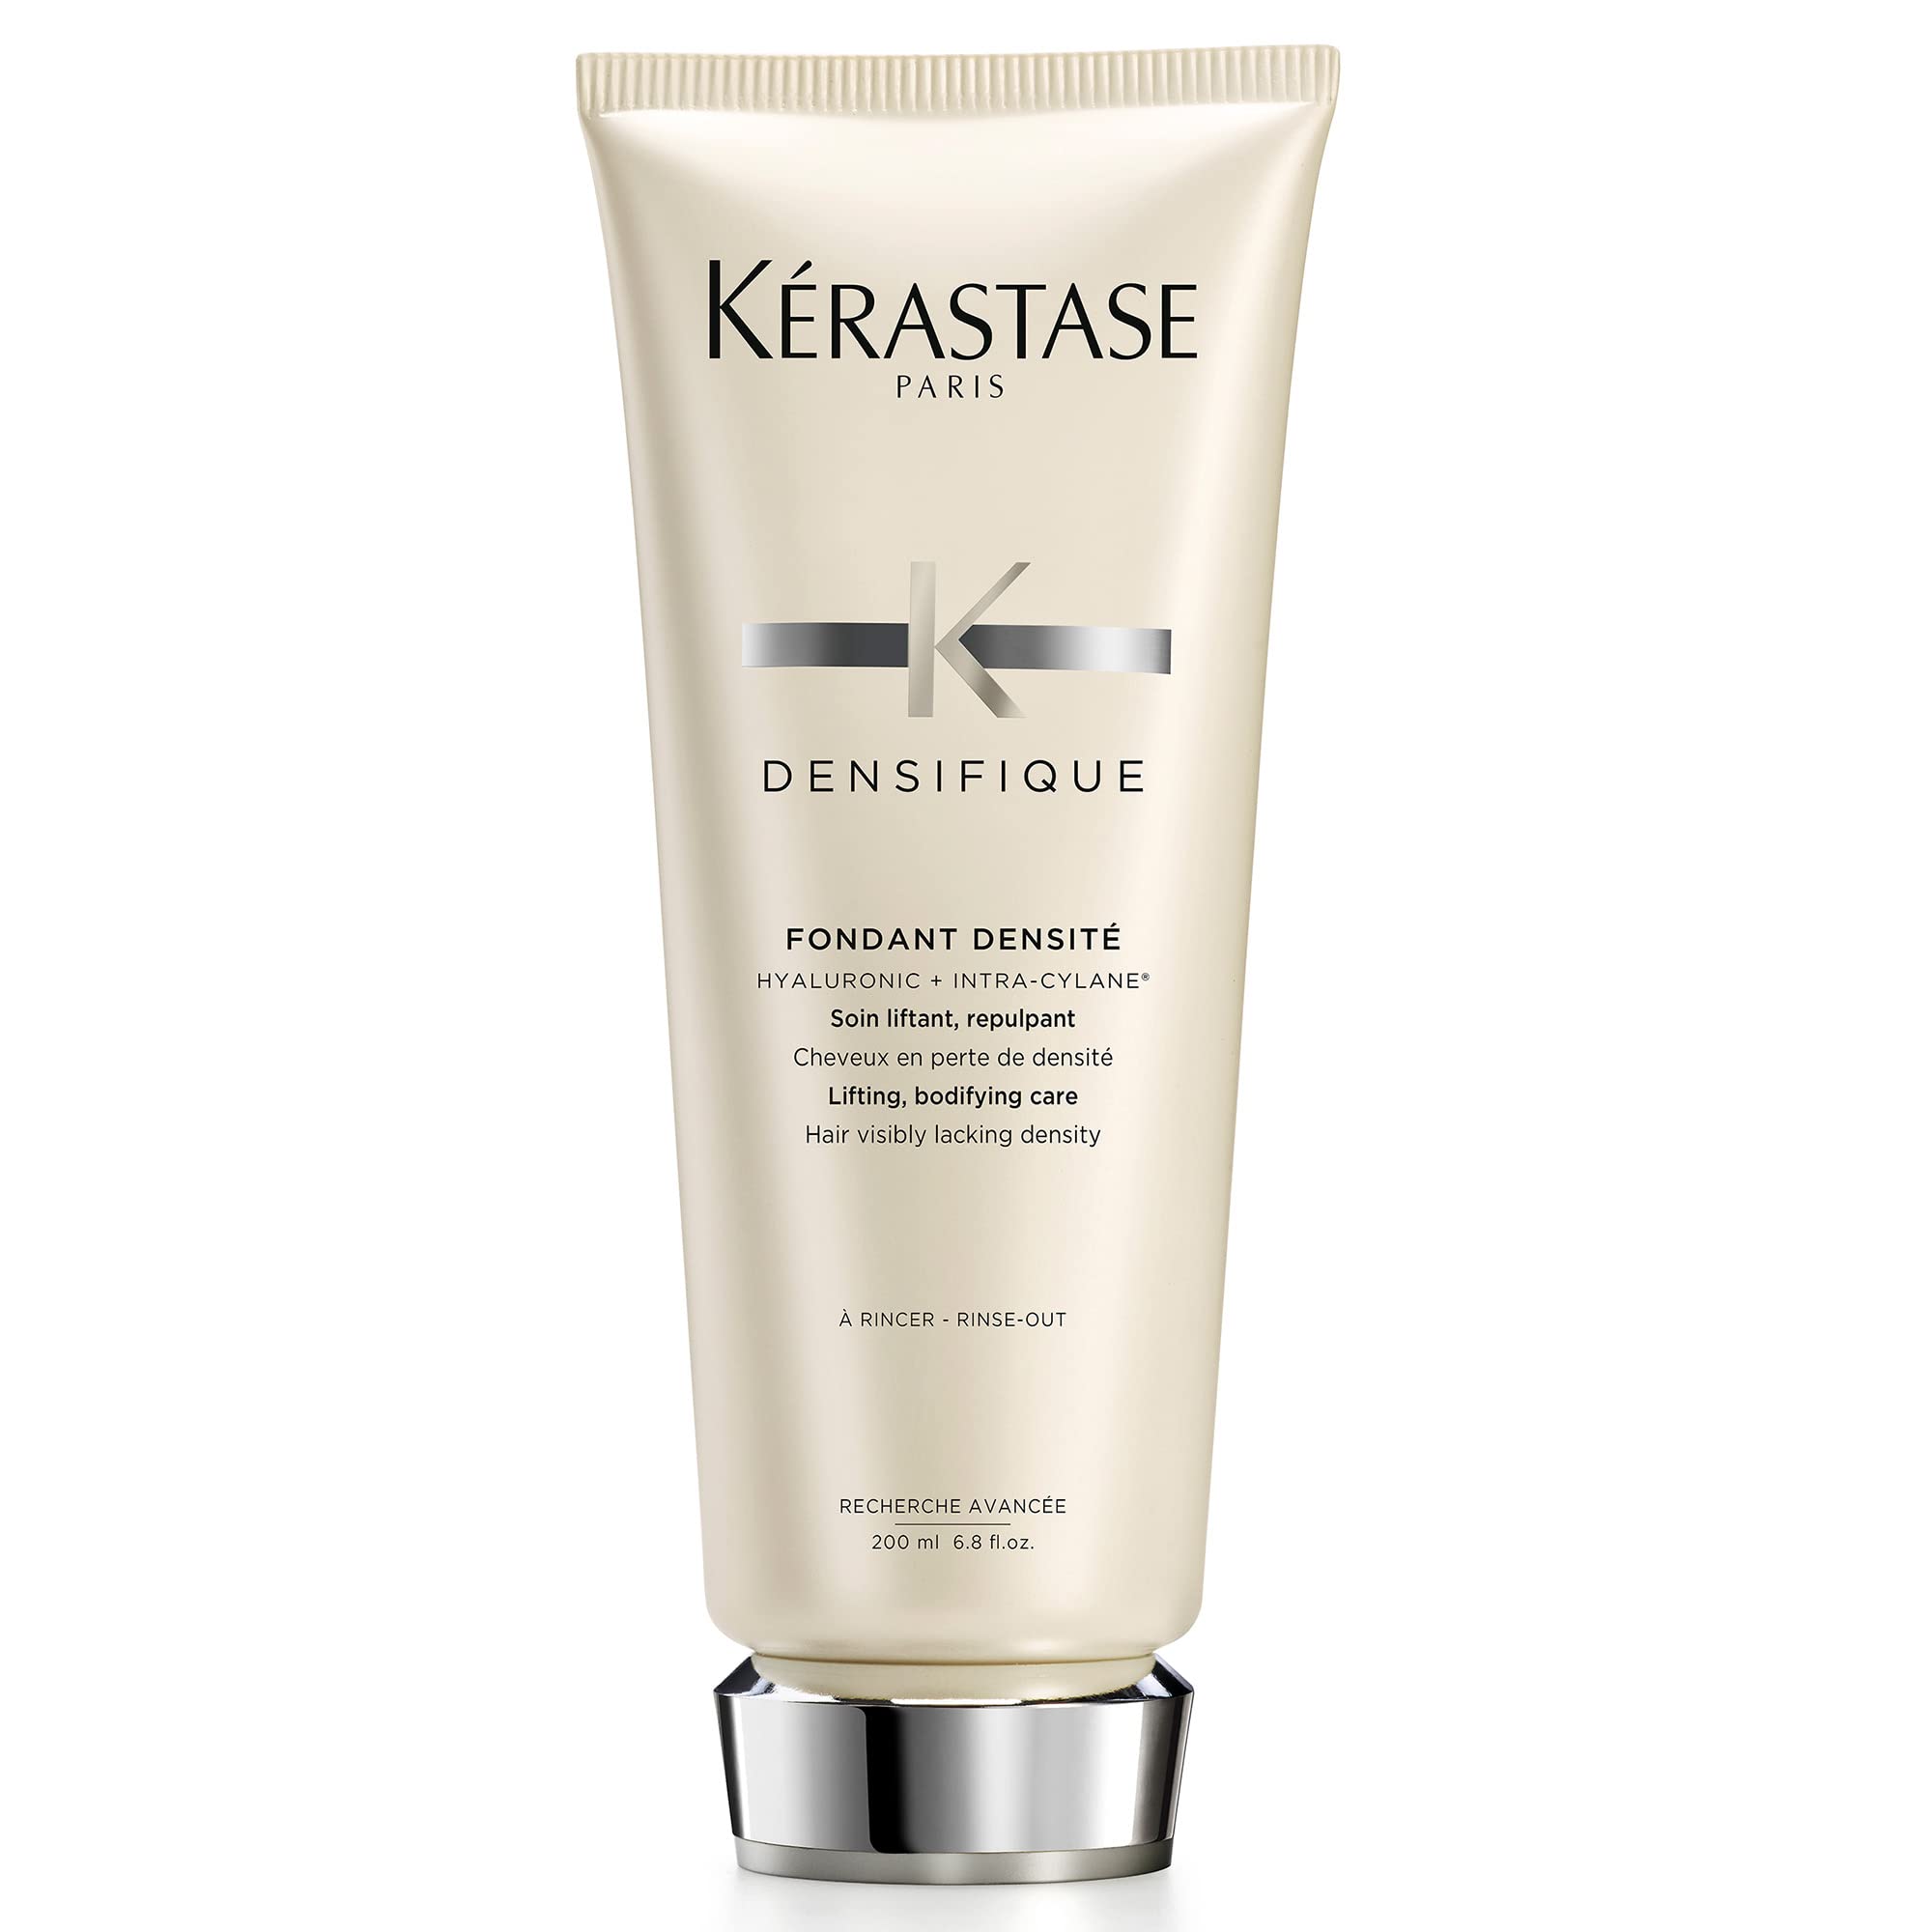 KÉRASTASE
PARIS
K
DENSIFIQUE
FONDANT DENSITÉ
HYALURONIC + INTRA-CYLANE®
Soin liftant, repulpant
Cheveux en perte de densité
Lifting, bodifying care
Hair visibly lacking density
À RINCER - RINSE-OUT
RECHERCHE AVANCÉE
200 ml 6.8 fl.oz.